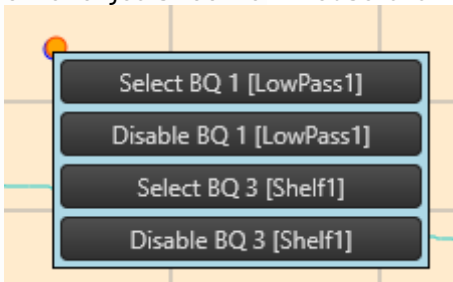 Select BQ 1 [LowPass1]
Disable BQ 1 [LowPass1]
Select BQ 3 [Shelf1]
Disable BQ 3 [Shelf1]